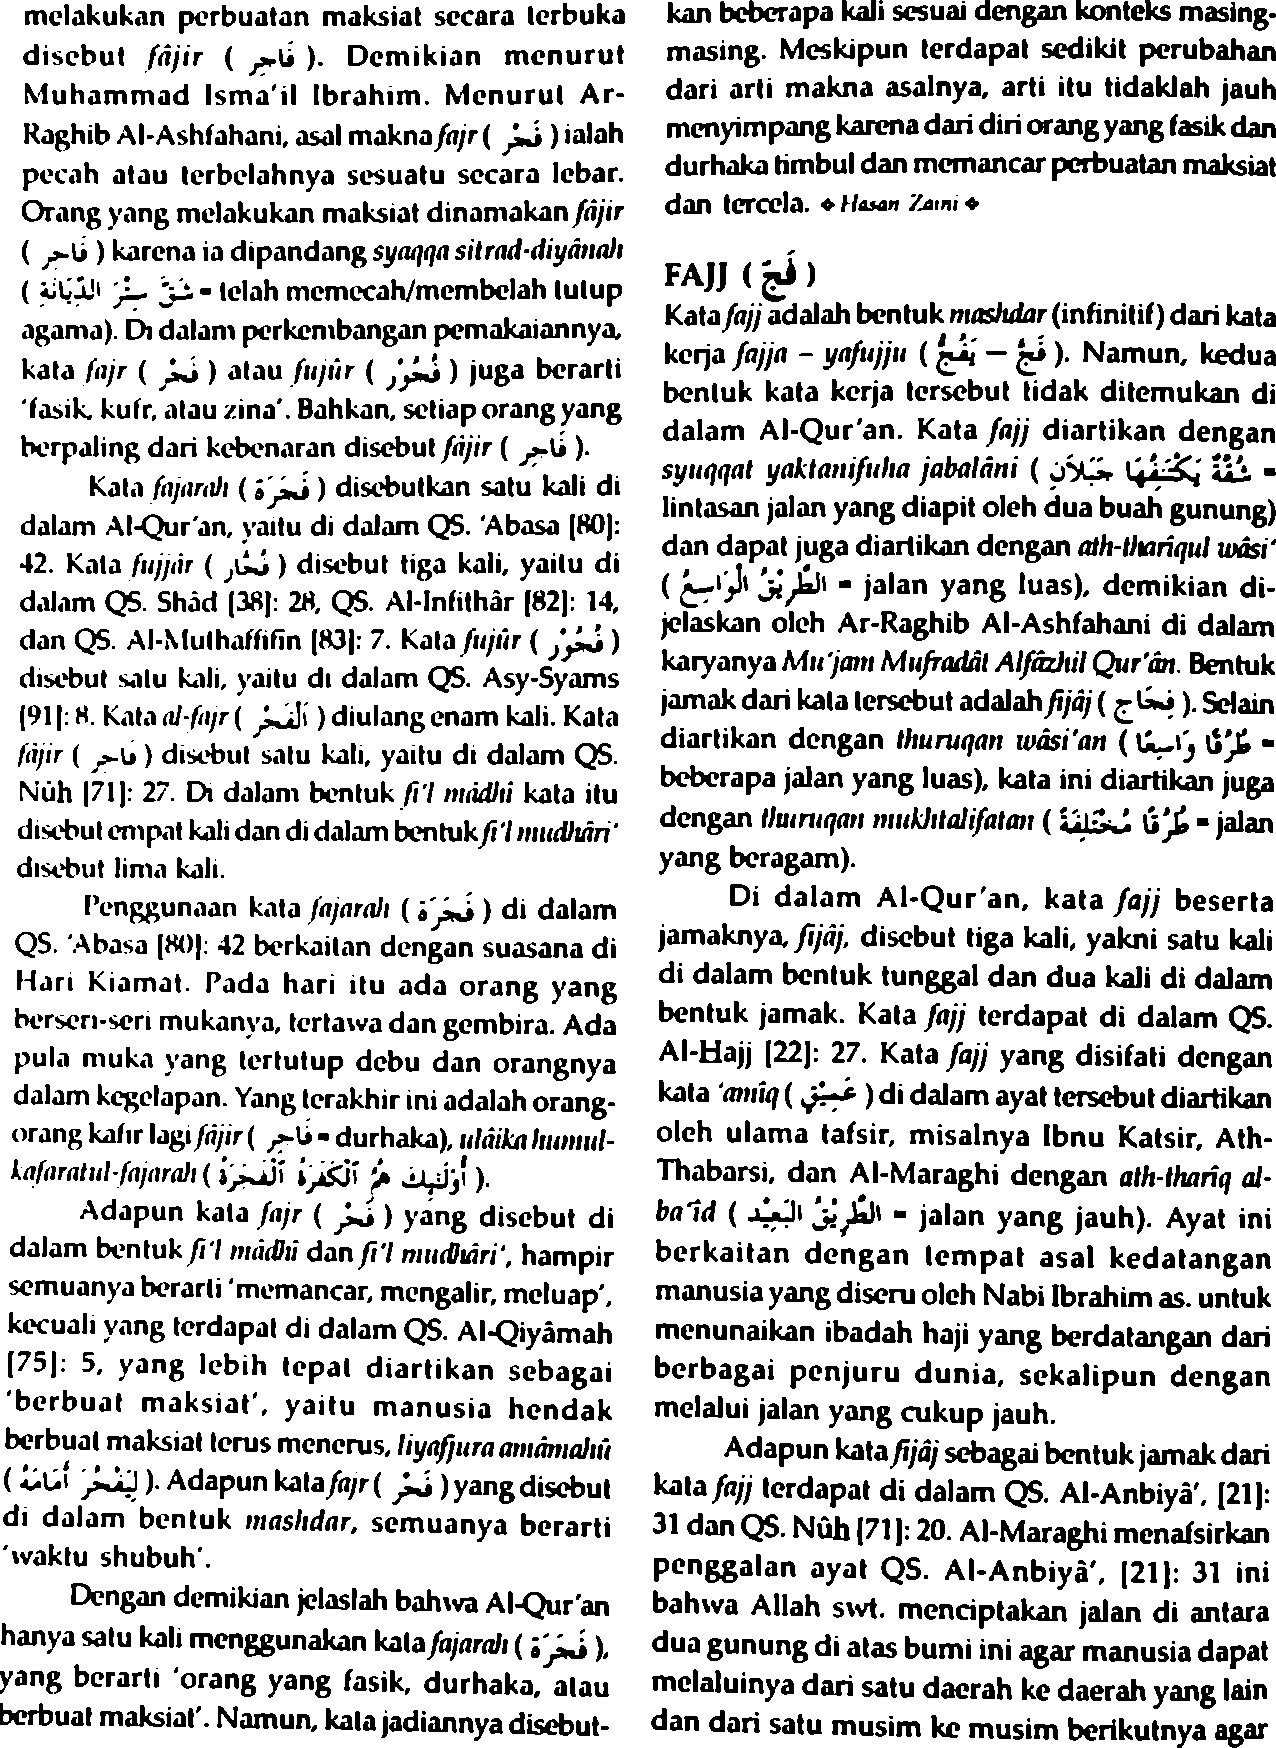 melakukan perbuatan maksiat secara terbuka
disebut fâjir ( فَاجِر ). Demikian menurut
Muhammad Isma'il Ibrahim. Menurut Ar-
Raghib Al-Ashfahani, asal makna fajr ( فَجْر ) ialah
pecah atau terbelahnya sesuatu secara lebar.
Orang yang melakukan maksiat dinamakan fâjir
( فَاجِر ) karena ia dipandang syaqqa sitrad-diyânah
( شَقَّ سِتْرَ الدِّيَانَةِ = telah memecah/membelah tutup
agama). Di dalam perkembangan pemakaiannya,
kata fajr ( فَجْر ) atau fujûr ( فُجُوْر ) juga berarti
'fasik, kufr, atau zina'. Bahkan, setiap orang yang
berpaling dari kebenaran disebut fâjir ( فَاجِر ).
Kata fajarah ( فَجَرَة ) disebutkan satu kali di
dalam Al-Qur'an, yaitu di dalam QS. 'Abasa [80]:
42. Kata fujjâr ( فُجَّار ) disebut tiga kali, yaitu di
dalam QS. Shâd [38]: 28, QS. Al-Infithâr [82]: 14,
dan QS. Al-Muthaffifîn [83]: 7. Kata fujûr ( فُجُوْر )
disebut satu kali, yaitu di dalam QS. Asy-Syams
[91]: 8. Kata al-fajr ( اَلْفَجْر ) diulang enam kali. Kata
fâjir ( فَاجِر ) disebut satu kali, yaitu di dalam QS.
Nûh [71]: 27. Di dalam bentuk fi'l mâdhî kata itu
disebut empat kali dan di dalam bentuk fi'l mudhâri'
disebut lima kali.
Penggunaan kata fajarah ( فَجَرَة ) di dalam
QS. 'Abasa [80]: 42 berkaitan dengan suasana di
Hari Kiamat. Pada hari itu ada orang yang
berseri-seri mukanya, tertawa dan gembira. Ada
pula muka yang tertutup debu dan orangnya
dalam kegelapan. Yang terakhir ini adalah orang-
orang kafir lagi fâjir ( فَاجِر = durhaka), ulâika humul-
kafaratul-fajarah ( أُوْلَئِكَ هُمُ ٱلْكَفَرَةُ ٱلْفَجَرَةُ ).
Adapun kata fajr ( فَجْر ) yang disebut di
dalam bentuk fi'l mâdhî dan fi'l mudhâri', hampir
semuanya berarti 'memancar, mengalir, meluap',
kecuali yang terdapat di dalam QS. Al-Qiyâmah
[75]: 5, yang lebih tepat diartikan sebagai
'berbuat maksiat', yaitu manusia hendak
berbuat maksiat terus menerus, liyafjura amâmahû
( لِيَفْجُرَ أَمَامَهُ ). Adapun kata fajr ( فَجْر ) yang disebut
di dalam bentuk mashdar, semuanya berarti
'waktu shubuh'.
Dengan demikian jelaslah bahwa Al-Qur'an
hanya satu kali menggunakan kata fajarah ( فَجَرَة ),
yang berarti 'orang yang fasik, durhaka, atau
berbuat maksiat'. Namun, kata jadiannya disebut-
kan beberapa kali sesuai dengan konteks masing-
masing. Meskipun terdapat sedikit perubahan
dari arti makna asalnya, arti itu tidaklah jauh
menyimpang karena dari diri orang yang fasik dan
durhaka timbul dan memancar perbuatan maksiat
dan tercela. ◆ Hasan Zaini ◆
FAJJ ( فَجّ )
Kata fajj adalah bentuk mashdar (infinitif) dari kata
kerja fajja – yafujju ( فَجَّ – يَفُجُّ ). Namun, kedua
bentuk kata kerja tersebut tidak ditemukan di
dalam Al-Qur'an. Kata fajj diartikan dengan
syuqqat yaktanifuha jabalâni ( شُقَّةٌ يَكْتَنِفُهَا جَبَلَانِ =
lintasan jalan yang diapit oleh dua buah gunung)
dan dapat juga diartikan dengan ath-tharîqul wâsi'
( الطَّرِيْقُ الْوَاسِعُ = jalan yang luas), demikian di-
jelaskan oleh Ar-Raghib Al-Ashfahani di dalam
karyanya Mu'jam Mufradât Alfâzhil Qur'ân. Bentuk
jamak dari kata tersebut adalah fijâj ( فِجَاج ). Selain
diartikan dengan thuruqan wâsi'an ( طُرُقًا وَاسِعًا =
beberapa jalan yang luas), kata ini diartikan juga
dengan thuruqan mukhtalifatan ( طُرُقًا مُخْتَلِفَةً = jalan
yang beragam).
Di dalam Al-Qur'an, kata fajj beserta
jamaknya, fijâj, disebut tiga kali, yakni satu kali
di dalam bentuk tunggal dan dua kali di dalam
bentuk jamak. Kata fajj terdapat di dalam QS.
Al-Hajj [22]: 27. Kata fajj yang disifati dengan
kata 'amîq ( عَمِيْق ) di dalam ayat tersebut diartikan
oleh ulama tafsir, misalnya Ibnu Katsir, Ath-
Thabarsi, dan Al-Maraghi dengan ath-tharîq al-
ba'îd ( الطَّرِيْقُ الْبَعِيْد = jalan yang jauh). Ayat ini
berkaitan dengan tempat asal kedatangan
manusia yang diseru oleh Nabi Ibrahim as. untuk
menunaikan ibadah haji yang berdatangan dari
berbagai penjuru dunia, sekalipun dengan
melalui jalan yang cukup jauh.
Adapun kata fijâj sebagai bentuk jamak dari
kata fajj terdapat di dalam QS. Al-Anbiyâ', [21]:
31 dan QS. Nûh [71]: 20. Al-Maraghi menafsirkan
penggalan ayat QS. Al-Anbiyâ', [21]: 31 ini
bahwa Allah swt. menciptakan jalan di antara
dua gunung di atas bumi ini agar manusia dapat
melaluinya dari satu daerah ke daerah yang lain
dan dari satu musim ke musim berikutnya agar